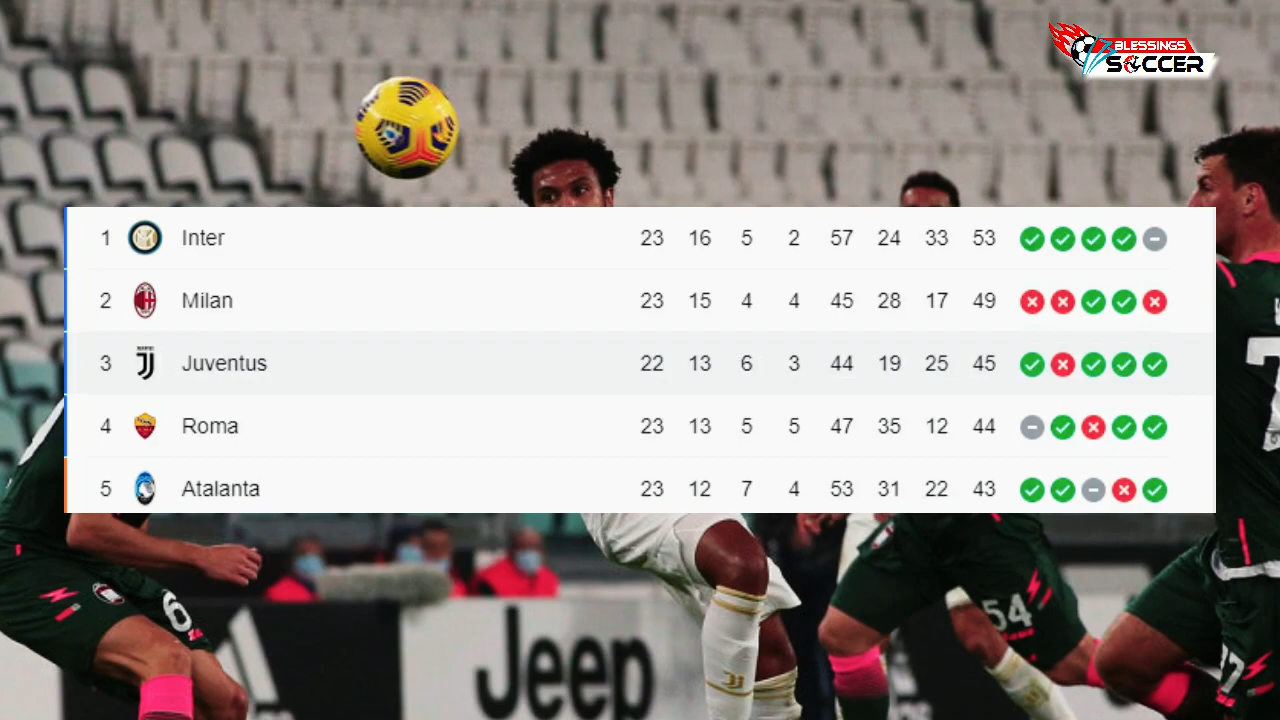 BLESSINGS
SOCCER
1 Inter 23 16 5 2 57 24 33 53
2 Milan 23 15 4 4 45 28 17 49
3 Juventus 22 13 6 3 44 19 25 45
4 Roma 23 13 5 5 47 35 12 44
5 Atalanta 23 12 7 4 53 31 22 43
6
54
Jeep